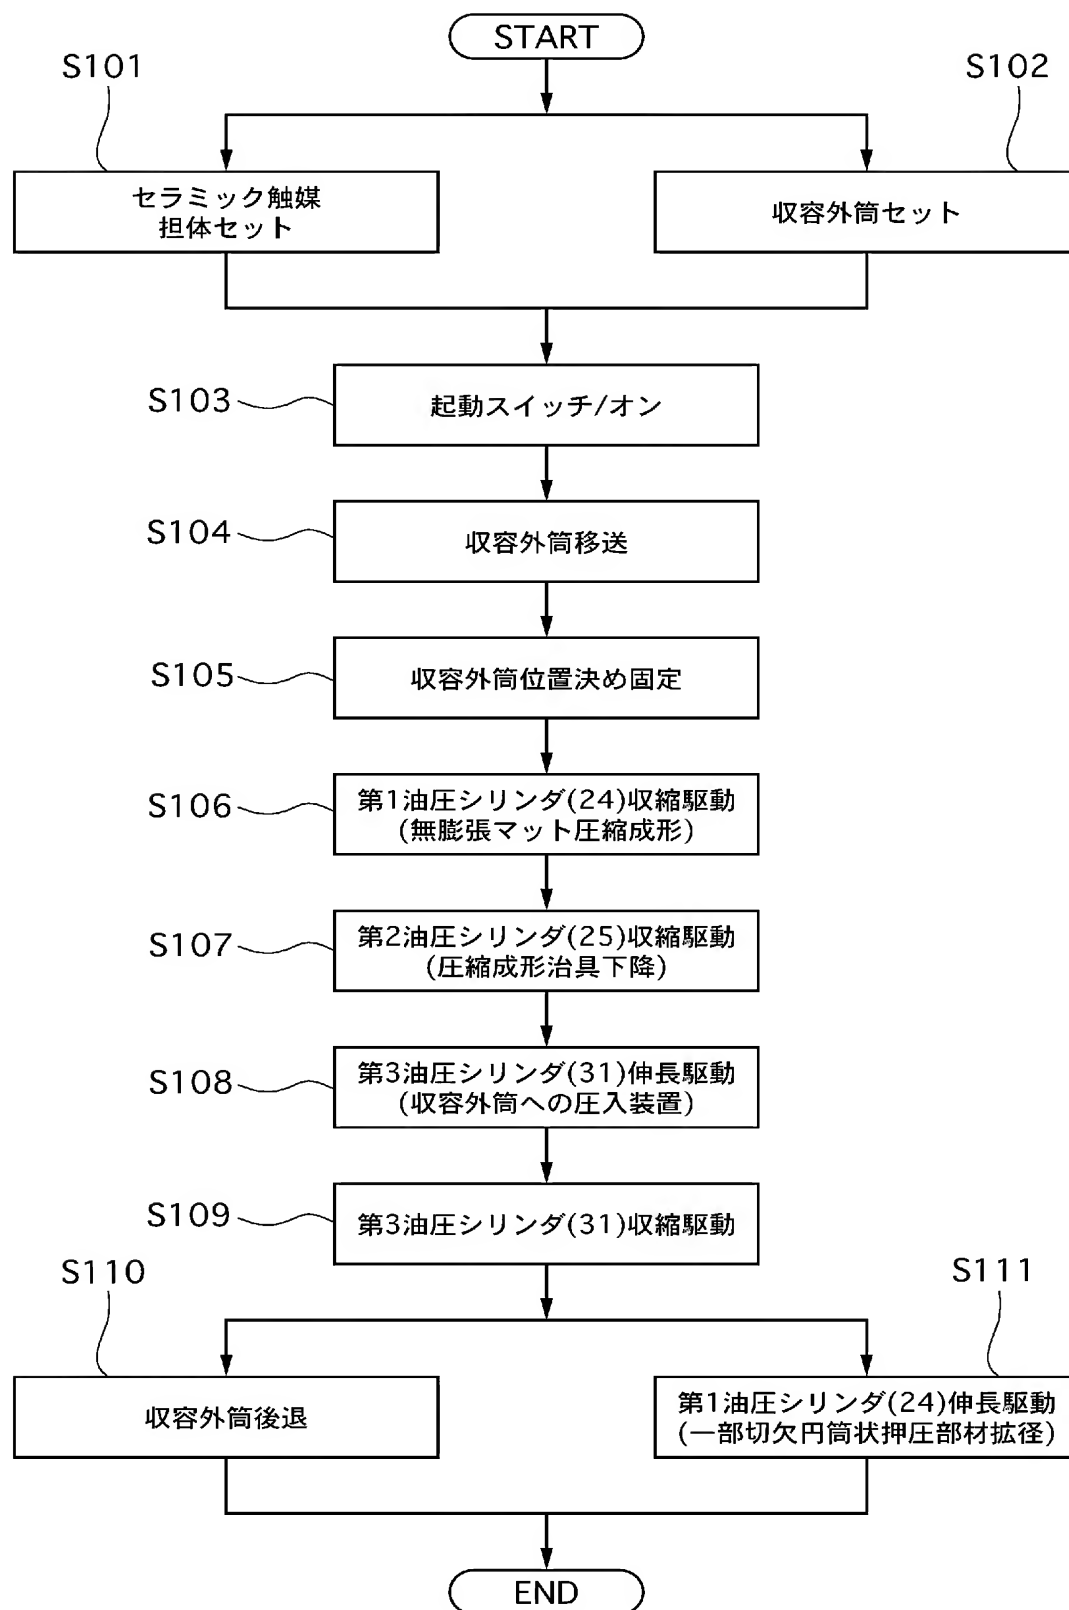 START
S101
S102
セラミック触媒
担体セット
収容外筒セット
S103
起動スイッチ/オン
S104
収容外筒移送
S105
収容外筒位置決め固定
S106
第1油圧シリンダ(24)収縮駆動
(無膨張マット圧縮成形)
S107
第2油圧シリンダ(25)収縮駆動
(圧縮成形治具下降)
S108
第3油圧シリンダ(31)伸長駆動
(収容外筒への圧入装置)
S109
第3油圧シリンダ(31)収縮駆動
S110
S111
収容外筒後退
第1油圧シリンダ(24)伸長駆動
(一部切欠円筒状押圧部材拡径)
END